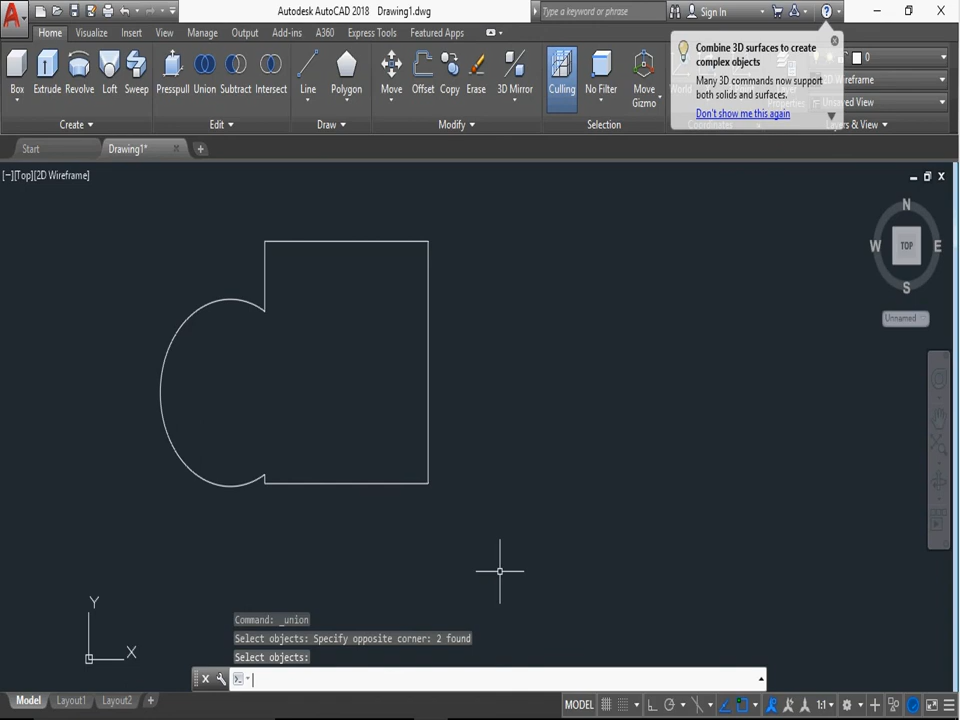 Autodesk AutoCAD 2018 Drawing1.dwg
Type a keyword or phrase
Sign In
Home Visualize Insert View Manage Output Add-ins A360 Express Tools Featured Apps
Combine 3D surfaces to create
complex objects
Many 3D commands now support
both solids and surfaces.
Don't show me this again
0
2D Wireframe
Unsaved View
Box Extrude Revolve Loft Sweep Presspull Union Subtract Intersect Line Polygon Move Offset Copy Erase 3D Mirror Culling No Filter Move
Gizmo
World
Properties
Create Edit Draw Modify Selection Coordinates Layers & View
Start Drawing1*
[−][Top][2D Wireframe]
N
W TOP E
S
Unnamed
Y
X
Command: _union
Select objects: Specify opposite corner: 2 found
Select objects:
Model Layout1 Layout2
MODEL 1:1